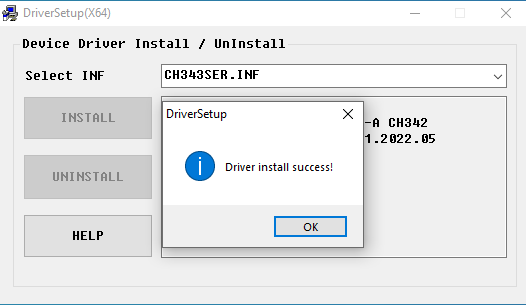 DriverSetup(X64)
Device Driver Install / UnInstall
Select INF
CH343SER.INF
INSTALL
UNINSTALL
HELP
-A CH342
1.2022.05
DriverSetup
Driver install success!
OK